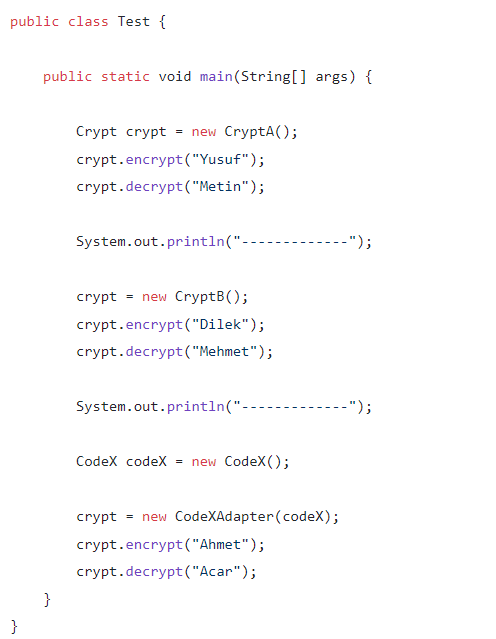 public class Test {
public static void main(String[] args) {
Crypt crypt = new CryptA();
crypt.encrypt("Yusuf");
crypt.decrypt("Metin");
System.out.println("-------------");
crypt = new CryptB();
crypt.encrypt("Dilek");
crypt.decrypt("Mehmet");
System.out.println("-------------");
CodeX codeX = new CodeX();
crypt = new CodeXAdapter(codeX);
crypt.encrypt("Ahmet");
crypt.decrypt("Acar");
}
}